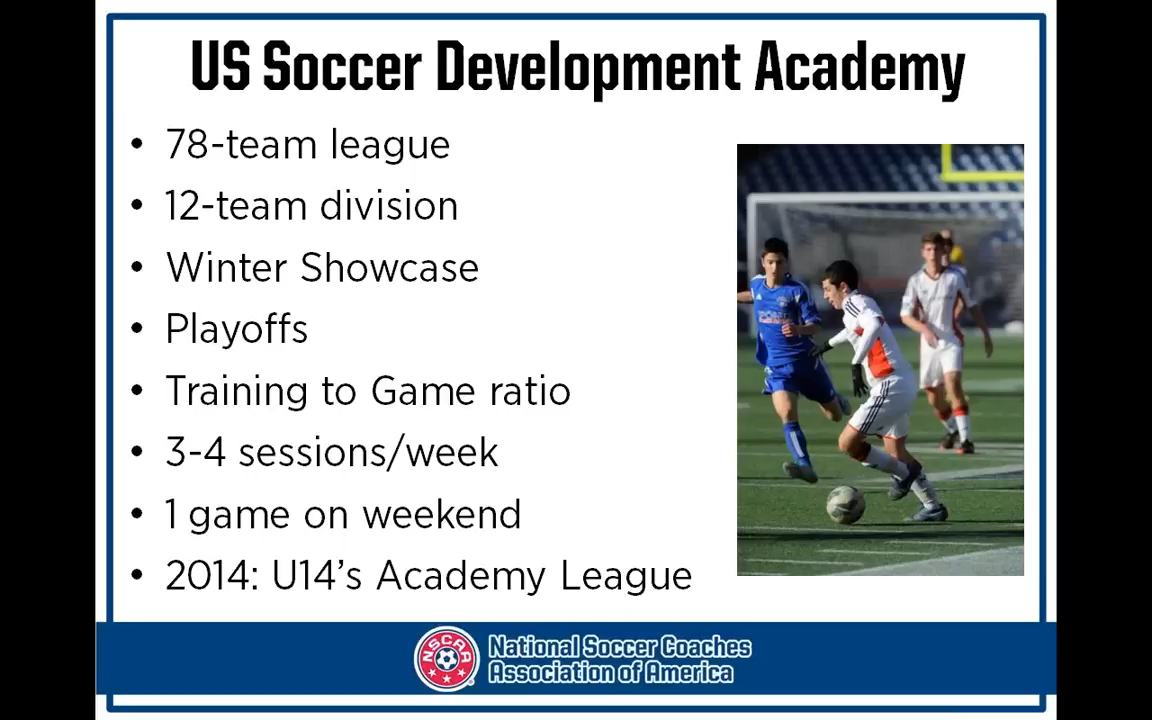 US Soccer Development Academy
• 78-team league
• 12-team division
• Winter Showcase
• Playoffs
• Training to Game ratio
• 3-4 sessions/week
• 1 game on weekend
• 2014: U14’s Academy League
NSCAA
National Soccer Coaches
Association of America